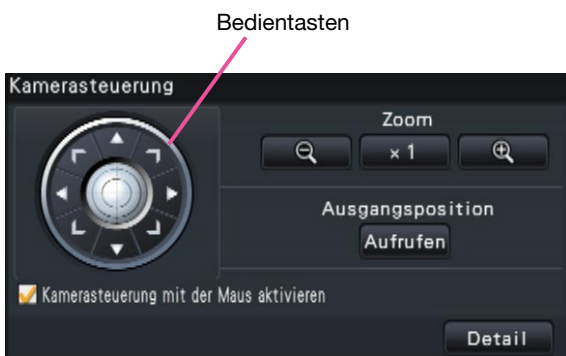 Bedientasten
Kamerasteuerung
Zoom
× 1
Ausgangsposition
Aufrufen
Kamerasteuerung mit der Maus aktivieren
Detail